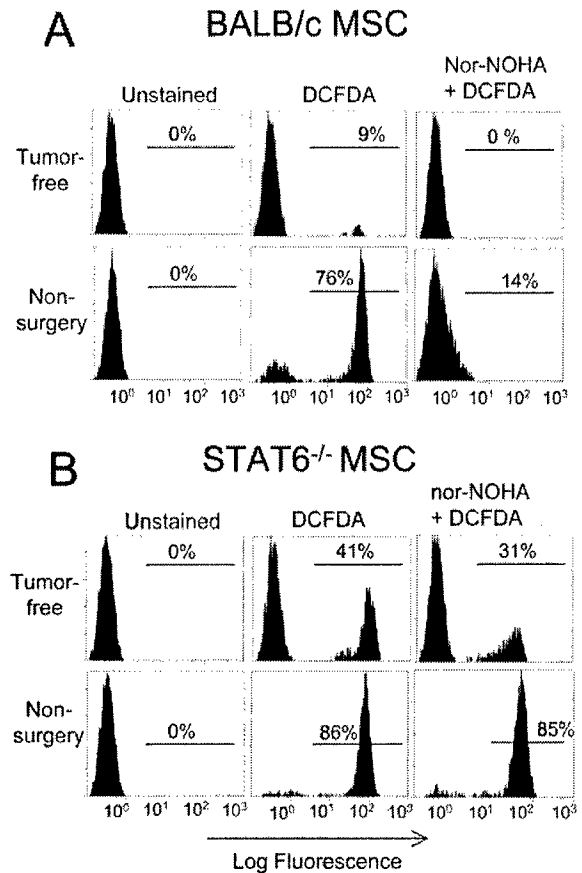 A
BALB/c MSC
Unstained
DCFDA
Nor-NOHA
+ DCFDA
Tumor-
free
0%
9%
0 %
Non-
surgery
0%
76%
14%
10⁰ 10¹ 10² 10³
10⁰ 10¹ 10² 10³
10⁰ 10¹ 10² 10³
B
STAT6⁻/⁻ MSC
Unstained
DCFDA
nor-NOHA
+ DCFDA
Tumor-
free
0%
41%
31%
Non-
surgery
0%
86%
85%
10⁰ 10¹ 10² 10³
10⁰ 10¹ 10² 10³
10⁰ 10¹ 10² 10³
Log Fluorescence